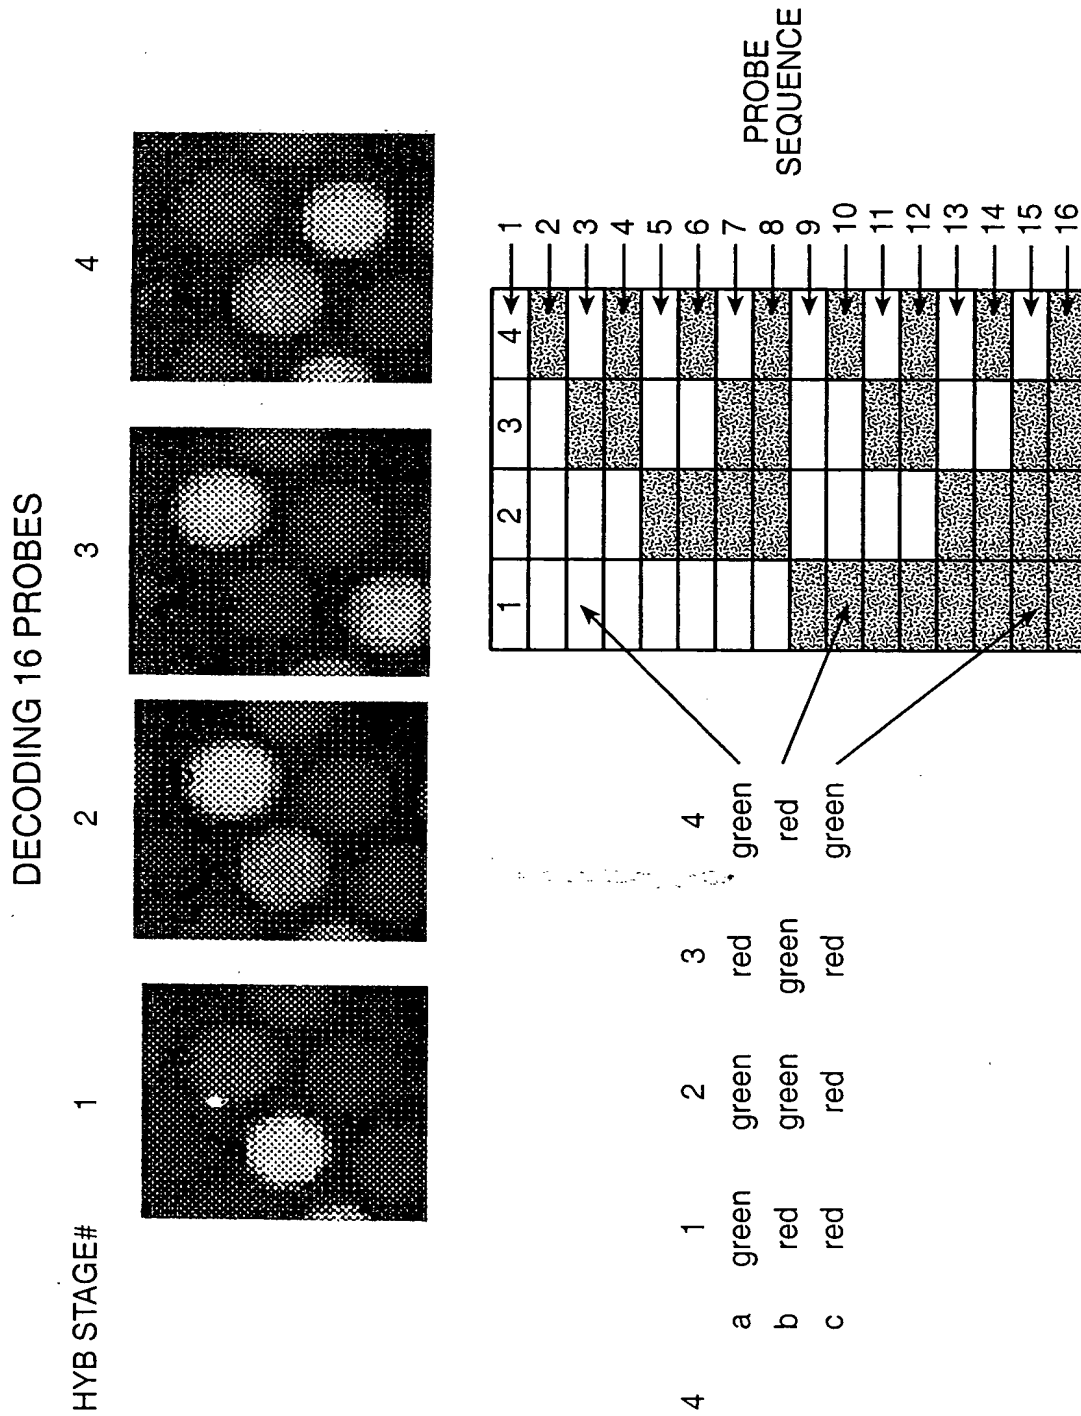 DECODING 16 PROBES
HYB STAGE# 1 2 3 4
4
1 2 3 4
a green green red green
b red green green red
c red red red green
1 2 3 4
1
2
3
4
5
6
7
8
9
10
11
12
13
14
15
16
PROBE
SEQUENCE